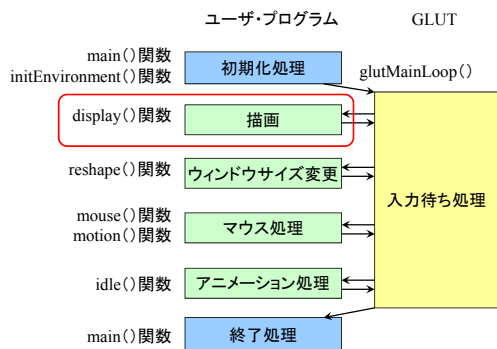 ユーザ・プログラム GLUT
main()関数
initEnvironment()関数
初期化処理
glutMainLoop()
display()関数
描画
reshape()関数
ウィンドウサイズ変更
入力待ち処理
mouse()関数
motion()関数
マウス処理
idle()関数
アニメーション処理
main()関数
終了処理